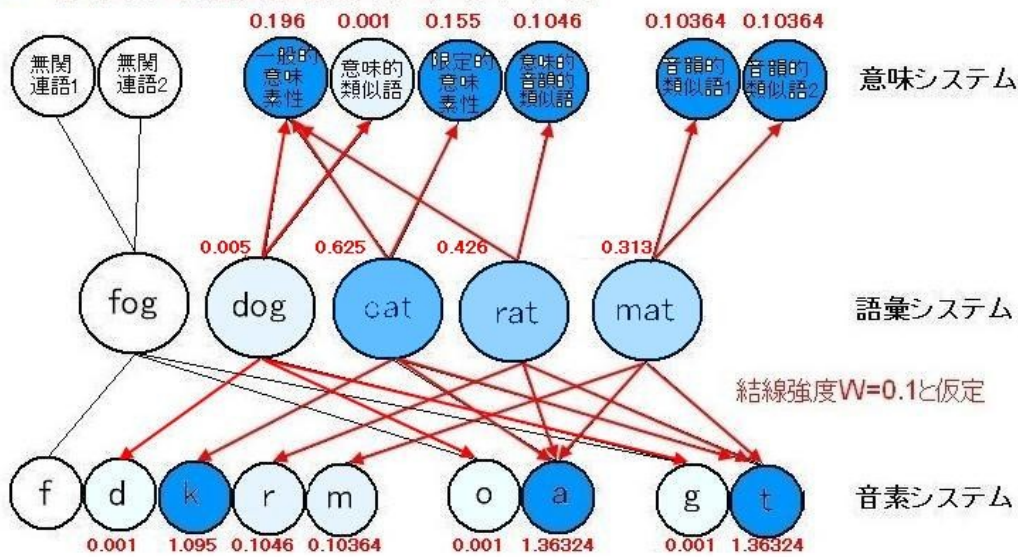 0.196 0.001 0.155 0.1046 0.10364 0.10364
無関
連語1
無関
連語2
一般的
意味
素性
意味的
類似語
限定的
意味
素性
意味的
音韻的
類似語
音韻的
類似語1
音韻的
類似語2
意味システム
0.005 0.625 0.426 0.313
fog dog cat rat mat 語彙システム
結線強度W=0.1と仮定
f d k r m o a g t 音素システム
0.001 1.095 0.1046 0.10364 0.001 1.36324 0.001 1.36324